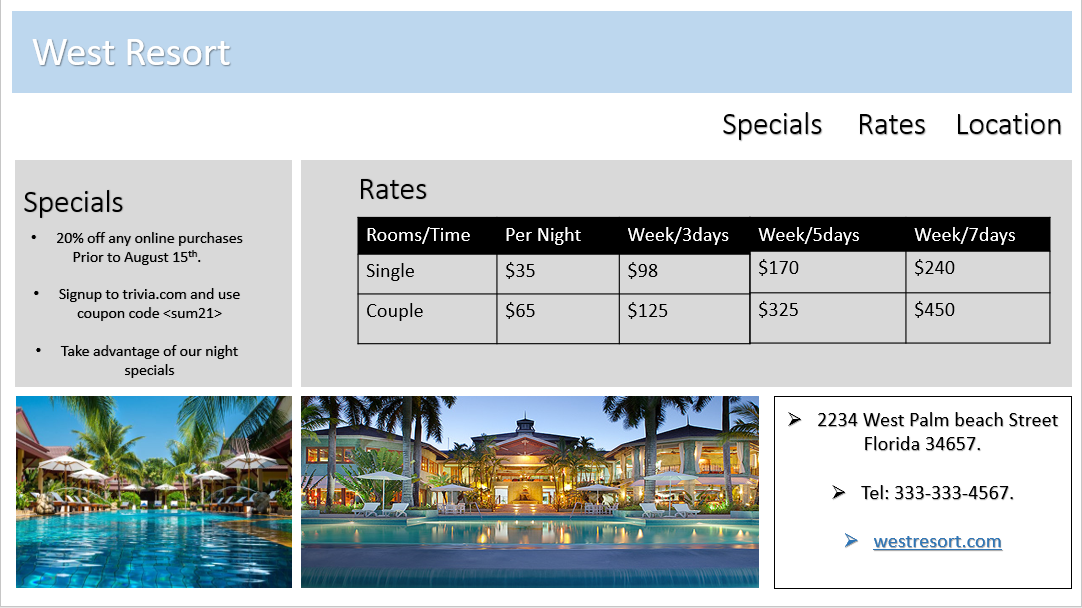 West Resort
Specials Rates Location
Specials
• 20% off any online purchases
Prior to August 15th.
• Signup to trivia.com and use
coupon code <sum21>
• Take advantage of our night
specials
Rates
Rooms/Time Per Night Week/3days Week/5days Week/7days
Single $35 $98 $170 $240
Couple $65 $125 $325 $450
➢ 2234 West Palm beach Street
Florida 34657.
➢ Tel: 333-333-4567.
➢ westresort.com